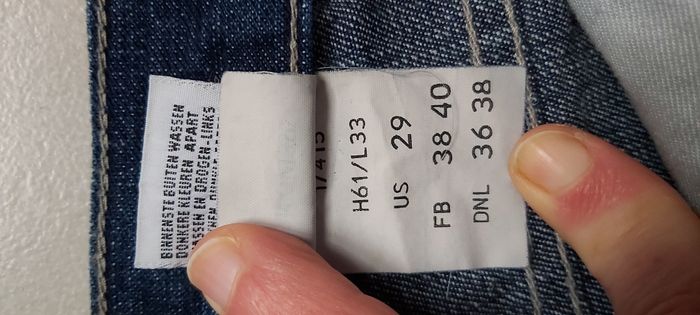 BINNENSTE BUITEN WASSEN
DONKERE KLEUREN APART
WASSEN EN DROGEN-LINKS
H61/L33
US 29
FB 38 40
DNL 36 38